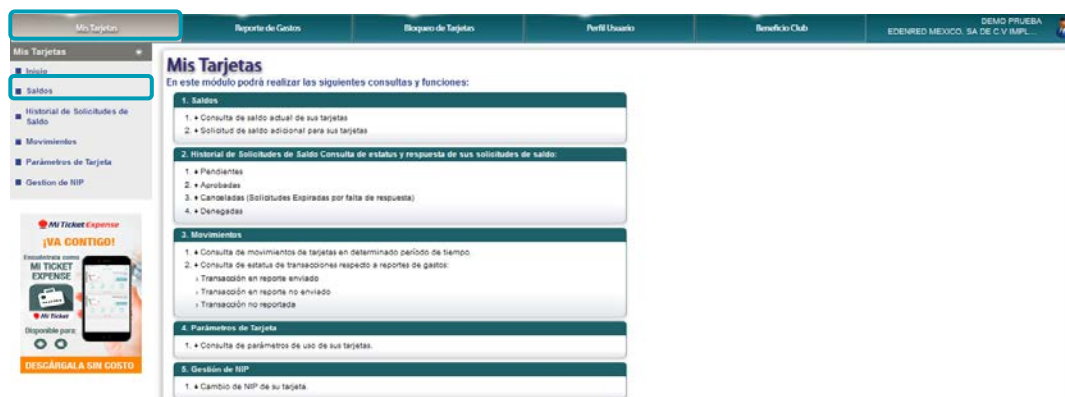 Mis Tarjetas
Reporte de Gastos
Bloqueo de Tarjetas
Perfil Usuario
Beneficio Club
DEMO PRUEBA
EDENRED MEXICO. SA DE C.V IMPL...
Mis Tarjetas
Inicio
Saldos
Historial de Solicitudes de
Saldo
Movimientos
Parámetros de Tarjeta
Gestion de NIP
Mi Ticket Expense
¡VA CONTIGO!
Encuéntrala como
MI TICKET
EXPENSE
Mi Ticket
Disponible para:
DESCÁRGALA SIN COSTO
Mis Tarjetas
En este módulo podrá realizar las siguientes consultas y funciones:
1. Saldos
1. ♦ Consulta de saldo actual de sus tarjetas
2. ♦ Solicitud de saldo adicional para sus tarjetas
2. Historial de Solicitudes de Saldo Consulta de estatus y respuesta de sus solicitudes de saldo:
1. ♦ Pendientes
2. ♦ Aprobadas
3. ♦ Canceladas (Solicitudes Expiradas por falta de respuesta)
4. ♦ Denegadas
3. Movimientos
1. ♦ Consulta de movimientos de tarjetas en determinado período de tiempo
2. ♦ Consulta de estatus de transacciones respecto a reportes de gastos:
› Transacción en reporte enviado
› Transacción en reporte no enviado
› Transacción no reportada
4. Parámetros de Tarjeta
1. ♦ Consulta de parámetros de uso de sus tarjetas.
5. Gestión de NIP
1. ♦ Cambio de NIP de su tarjeta.